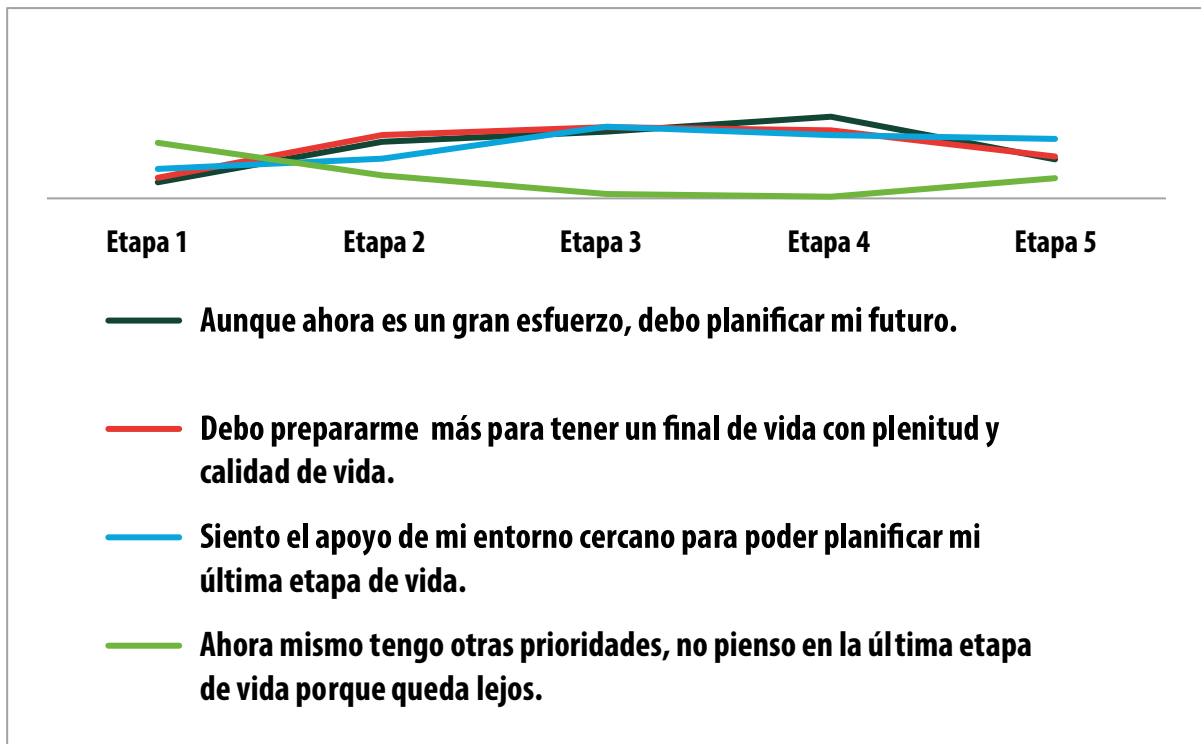 Etapa 1 Etapa 2 Etapa 3 Etapa 4 Etapa 5
Aunque ahora es un gran esfuerzo, debo planificar mi futuro.
Debo prepararme más para tener un final de vida con plenitud y
calidad de vida.
Siento el apoyo de mi entorno cercano para poder planificar mi
última etapa de vida.
Ahora mismo tengo otras prioridades, no pienso en la última etapa
de vida porque queda lejos.